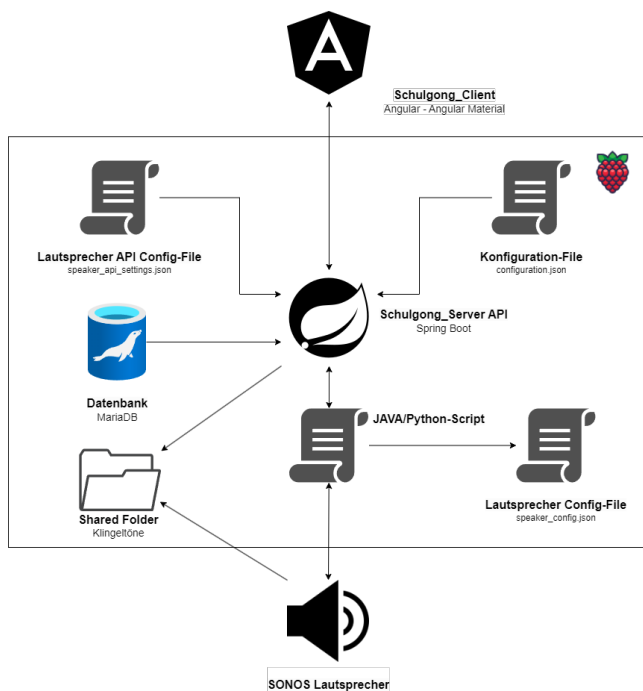 A
Schulgong_Client
Angular - Angular Material
Lautsprecher API Config-File
speaker_api_settings.json
Konfiguration-File
configuration.json
Schulgong_Server API
Spring Boot
Datenbank
MariaDB
JAVA/Python-Script
Shared Folder
Klingeltöne
Lautsprecher Config-File
speaker_config.json
SONOS Lautsprecher